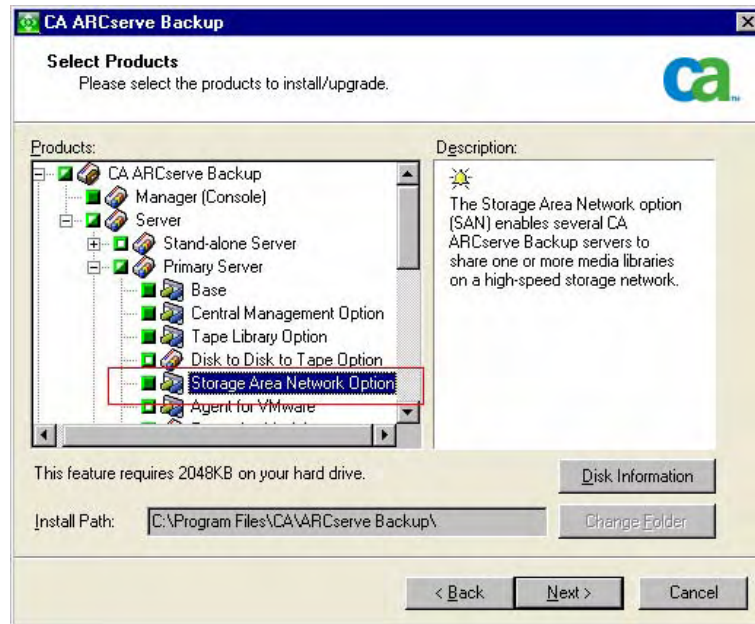 CA ARCserve Backup
Select Products
Please select the products to install/upgrade.
ca
Products:
CA ARCserve Backup
Manager (Console)
Server
Stand-alone Server
Primary Server
Base
Central Management Option
Tape Library Option
Disk to Disk to Tape Option
Storage Area Network Option
Agent for VMware
Description:
The Storage Area Network option
(SAN) enables several CA
ARCserve Backup servers to
share one or more media libraries
on a high-speed storage network.
This feature requires 2048KB on your hard drive.
Disk Information
Install Path:
C:\Program Files\CA\ARCserve Backup\
Change Folder
< Back
Next >
Cancel